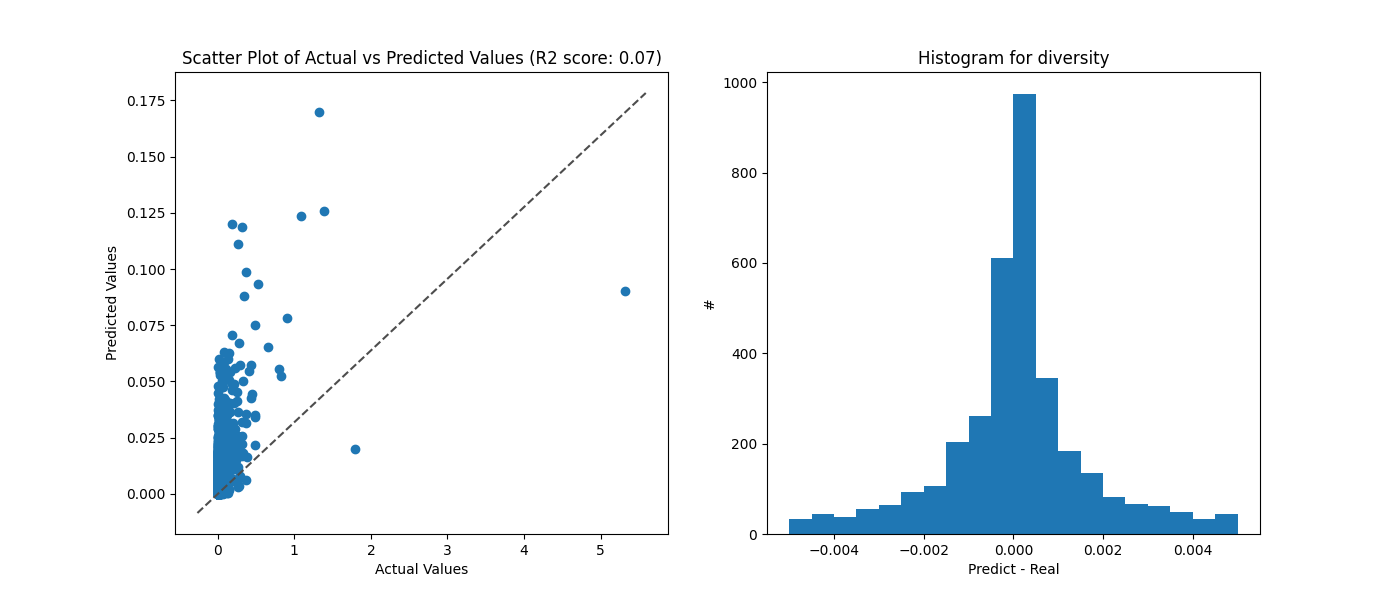 Scatter Plot of Actual vs Predicted Values (R2 score: 0.07)
Predicted Values
0.175
0.150
0.125
0.100
0.075
0.050
0.025
0.000
0 1 2 3 4 5
Actual Values
Histogram for diversity
#
1000
800
600
400
200
0
−0.004 −0.002 0.000 0.002 0.004
Predict - Real